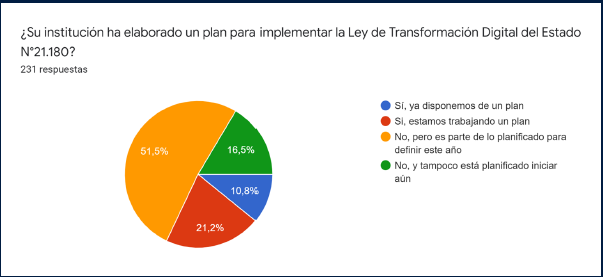 ¿Su institución ha elaborado un plan para implementar la Ley de Transformación Digital del Estado
N°21.180?
231 respuestas
Sí, ya disponemos de un plan
Si, estamos trabajando un plan
No, pero es parte de lo planificado para
definir este año
No, y tampoco está planificado iniciar
aún
51,5%
16,5%
10,8%
21,2%